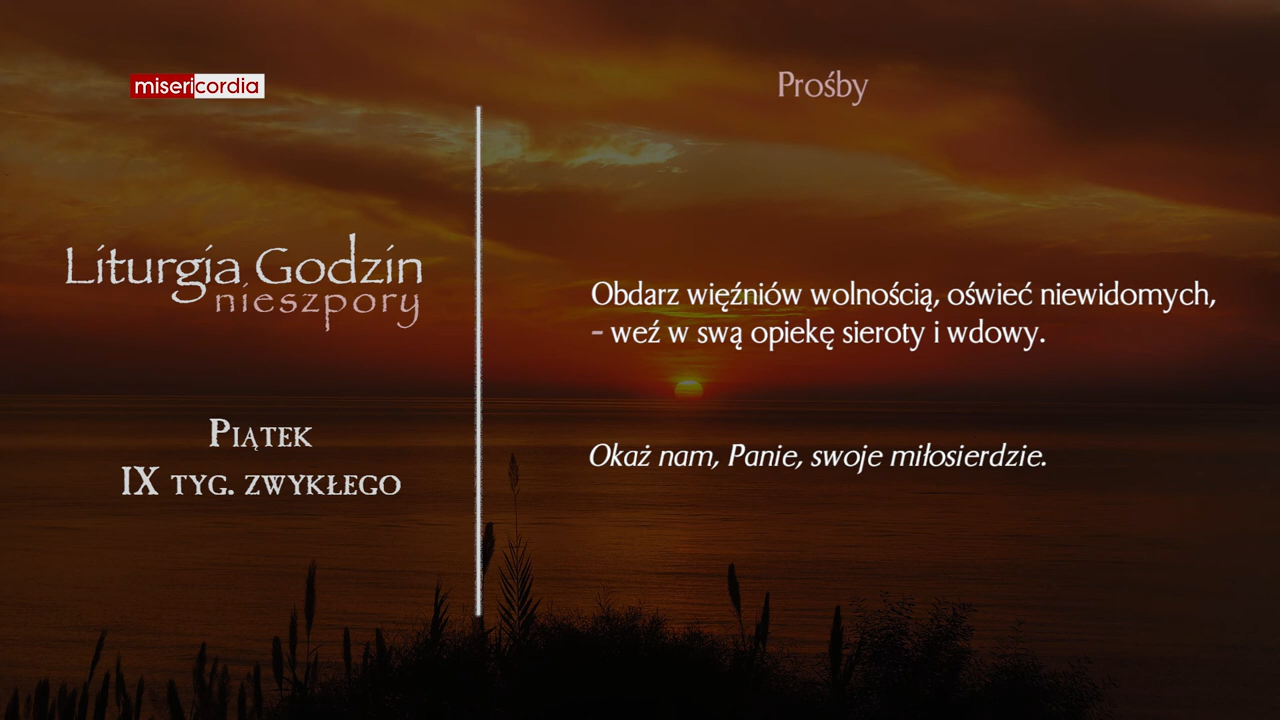 misericordia
Prośby
Liturgia Godzin
nieszpory
Obdarz więźniów wolnością, oświeć niewidomych,
- weź w swą opiekę sieroty i wdowy.
Piątek
IX tyg. zwykłego
Okaż nam, Panie, swoje miłosierdzie.